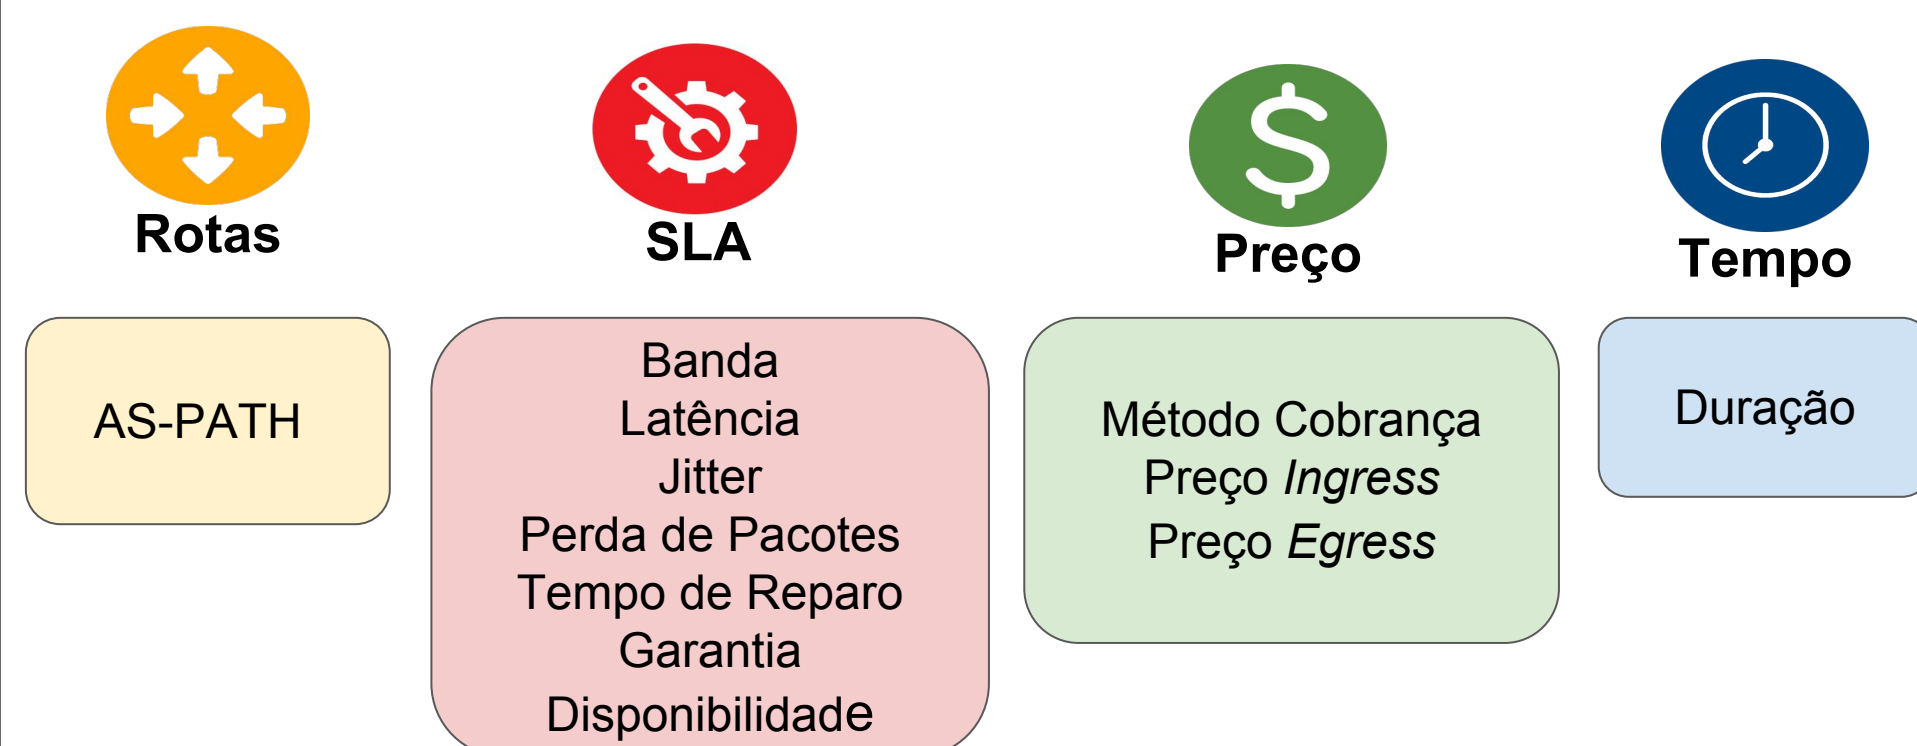 Rotas
AS-PATH
SLA
Banda
Latência
Jitter
Perda de Pacotes
Tempo de Reparo
Garantia
Disponibilidade
$
Preço
Método Cobrança
Preço Ingress
Preço Egress
Tempo
Duração